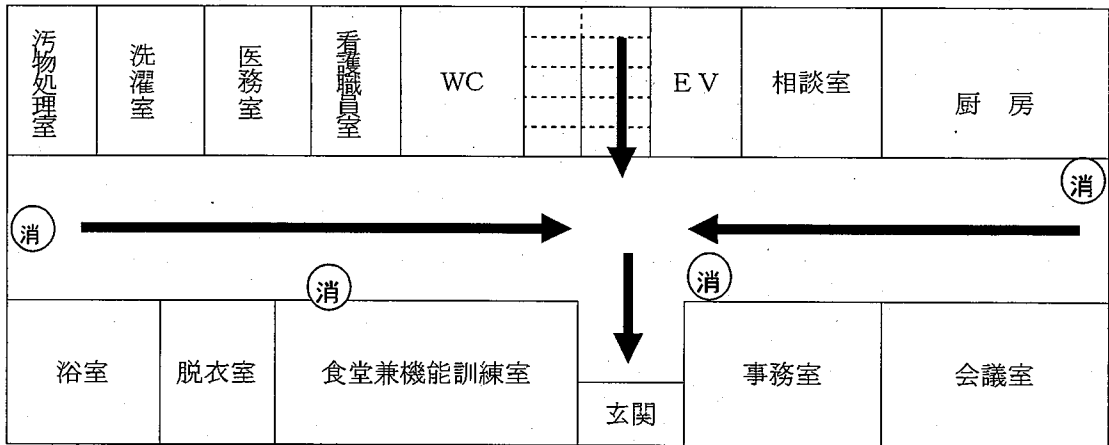 汚物処理室
洗濯室
医務室
看護職員室
WC
EV
相談室
厨 房
消
消
消
消
浴室
脱衣室
食堂兼機能訓練室
玄関
事務室
会議室